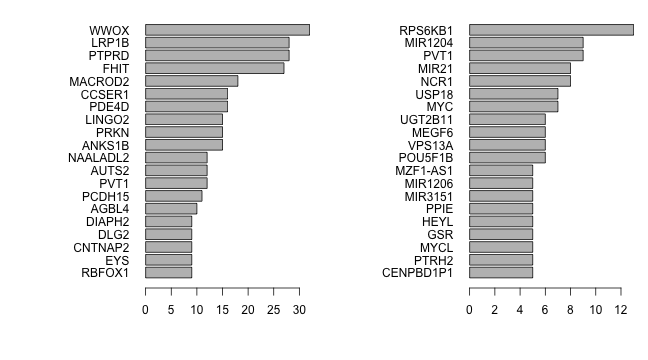 WWOX
LRP1B
PTPRD
FHIT
MACROD2
CCSER1
PDE4D
LINGO2
PRKN
ANKS1B
NAALADL2
AUTS2
PVT1
PCDH15
AGBL4
DIAPH2
DLG2
CNTNAP2
EYS
RBFOX1
0 5 10 15 20 25 30
RPS6KB1
MIR1204
PVT1
MIR21
NCR1
USP18
MYC
UGT2B11
MEGF6
VPS13A
POU5F1B
MZF1-AS1
MIR1206
MIR3151
PPIE
HEYL
GSR
MYCL
PTRH2
CENPBD1P1
0 2 4 6 8 10 12